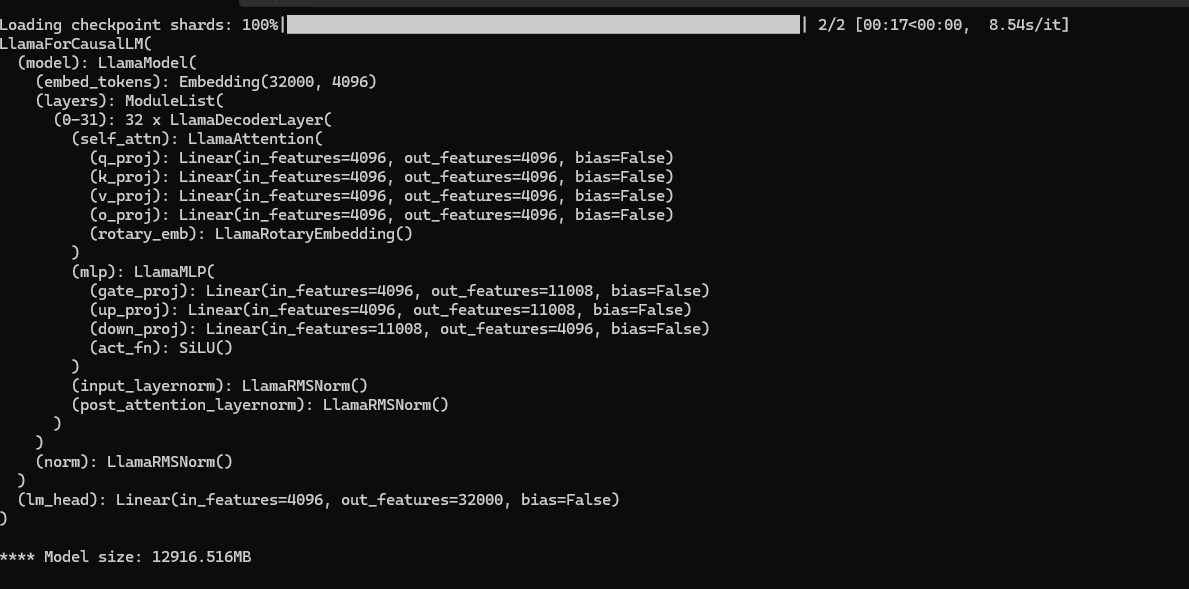 Loading checkpoint shards: 100%|██████████| 2/2 [00:17<00:00,  8.54s/it]
LlamaForCausalLM(
  (model): LlamaModel(
    (embed_tokens): Embedding(32000, 4096)
    (layers): ModuleList(
      (0-31): 32 x LlamaDecoderLayer(
        (self_attn): LlamaAttention(
          (q_proj): Linear(in_features=4096, out_features=4096, bias=False)
          (k_proj): Linear(in_features=4096, out_features=4096, bias=False)
          (v_proj): Linear(in_features=4096, out_features=4096, bias=False)
          (o_proj): Linear(in_features=4096, out_features=4096, bias=False)
          (rotary_emb): LlamaRotaryEmbedding()
        )
        (mlp): LlamaMLP(
          (gate_proj): Linear(in_features=4096, out_features=11008, bias=False)
          (up_proj): Linear(in_features=4096, out_features=11008, bias=False)
          (down_proj): Linear(in_features=11008, out_features=4096, bias=False)
          (act_fn): SiLU()
        )
        (input_layernorm): LlamaRMSNorm()
        (post_attention_layernorm): LlamaRMSNorm()
      )
    )
    (norm): LlamaRMSNorm()
  )
  (lm_head): Linear(in_features=4096, out_features=32000, bias=False)
)

**** Model size: 12916.516MB